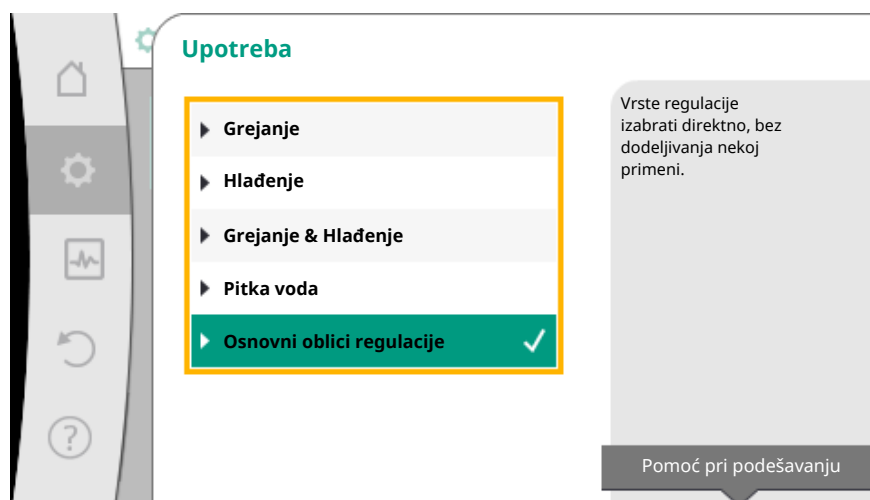 Upotreba
Grejanje
Hlađenje
Grejanje & Hlađenje
Pitka voda
Osnovni oblici regulacije
Vrste regulacije
izabrati direktno, bez
dodeljivanja nekoj
primeni.
Pomoć pri podešavanju